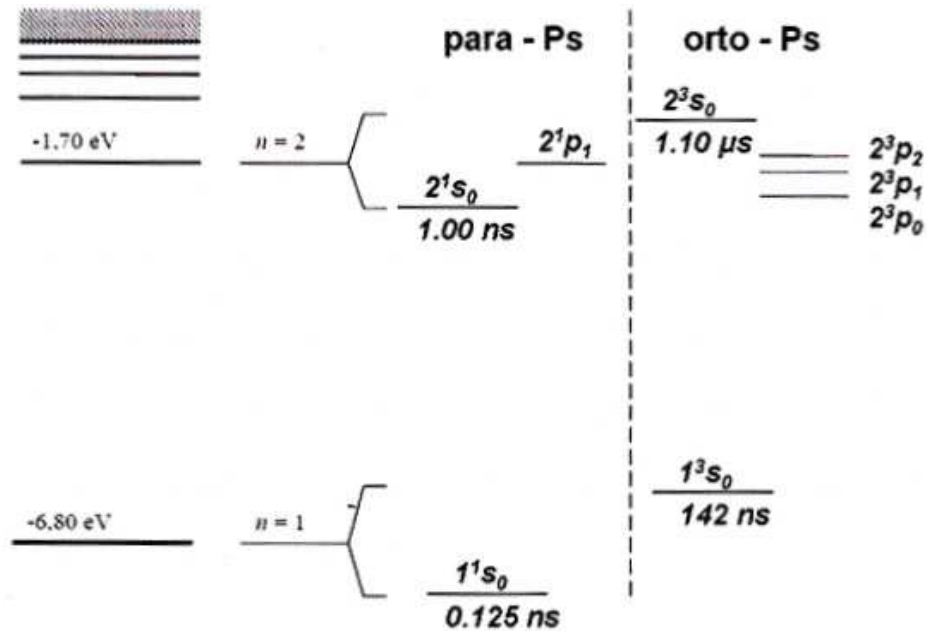 para - Ps
orto - Ps
-1.70 eV
n = 2
2¹s₀
1.00 ns
2¹p₁
2³s₀
1.10 μs
2³p₂
2³p₁
2³p₀
-6.80 eV
n = 1
1¹s₀
0.125 ns
1³s₀
142 ns